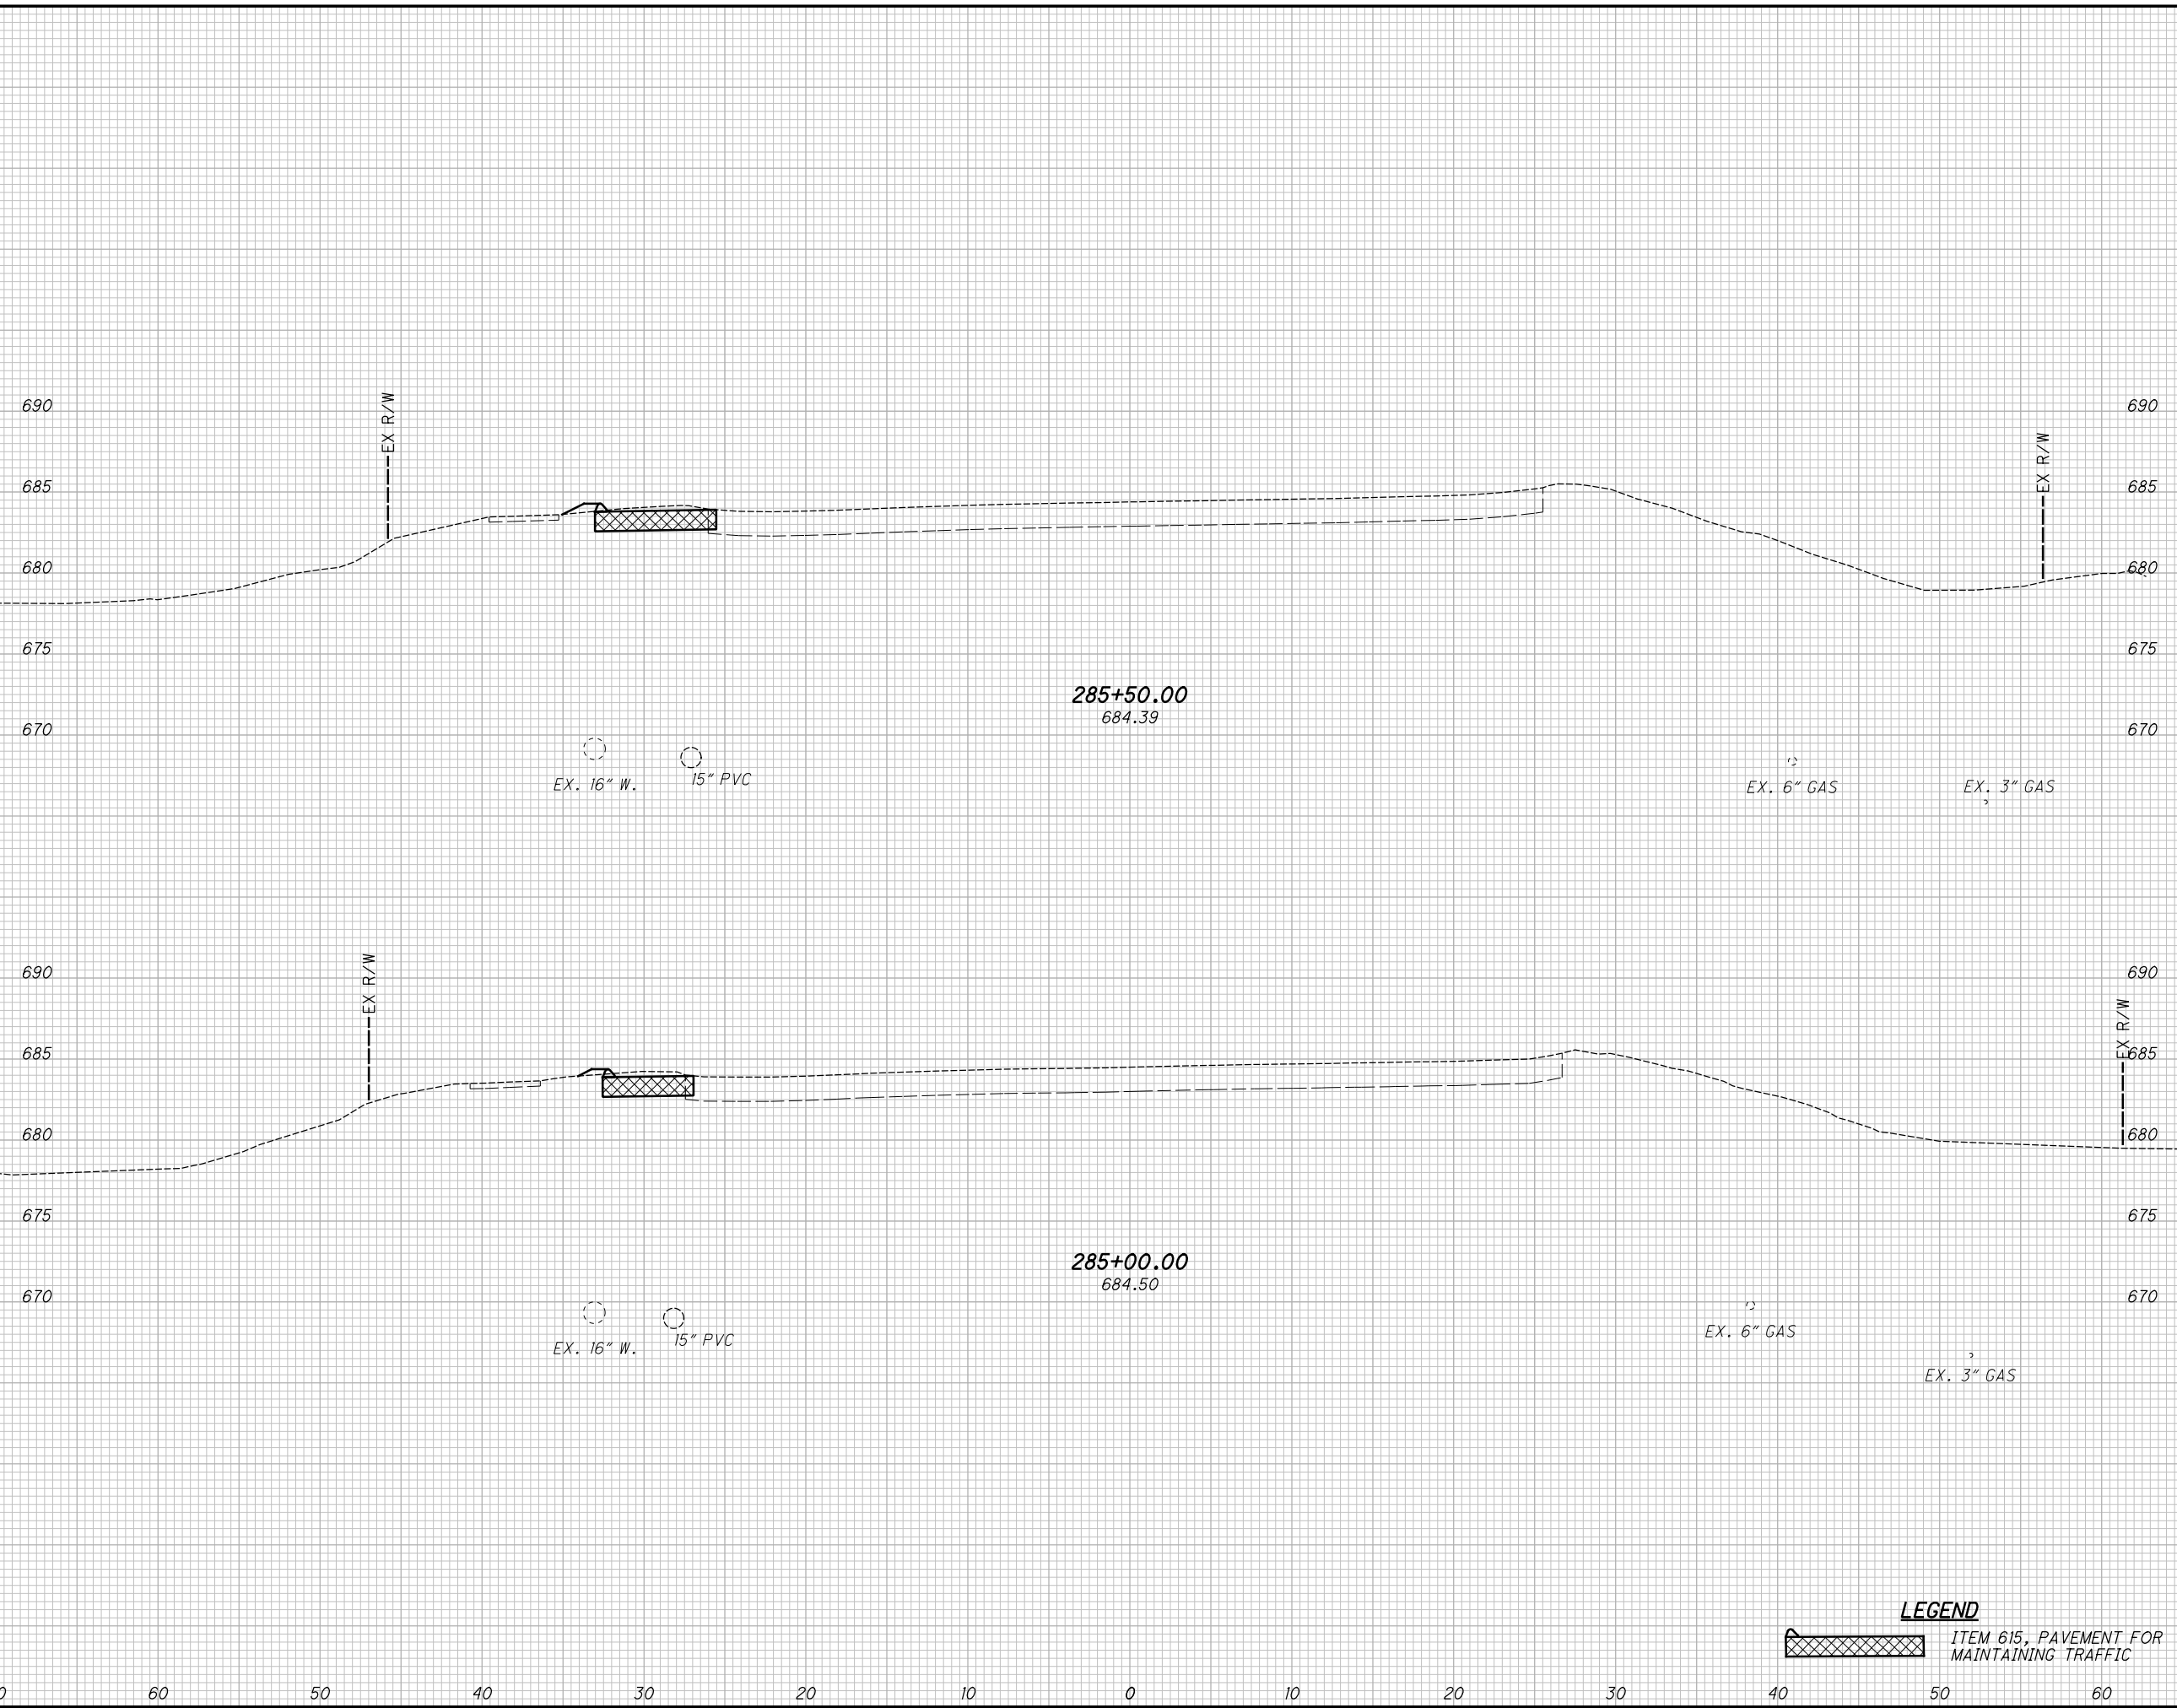 EX R/W
690
690
EX R/W
685
685
680
680
675
675
285+50.00
684.39
670
670
EX. 16" W.
15" PVC
EX. 6" GAS
EX. 3" GAS
EX R/W
690
690
EX R/W
685
685
680
680
675
675
285+00.00
684.50
670
670
EX. 16" W.
15" PVC
EX. 6" GAS
EX. 3" GAS
LEGEND
ITEM 615, PAVEMENT FOR
MAINTAINING TRAFFIC
0 60 50 40 30 20 10 0 10 20 30 40 50 60